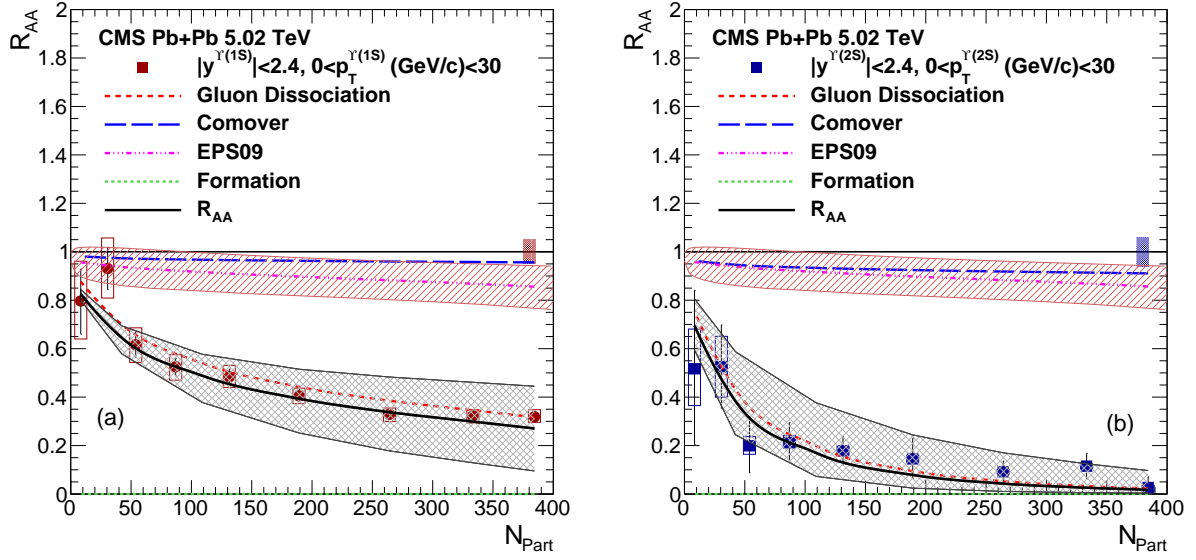 CMS Pb+Pb 5.02 TeV
|y^ϒ(1S)|<2.4, 0<p_T^ϒ(1S) (GeV/c)<30
Gluon Dissociation
Comover
EPS09
Formation
R_AA
(a)
R_AA
2
1.8
1.6
1.4
1.2
1
0.8
0.6
0.4
0.2
0
0 50 100 150 200 250 300 350 400
N_Part
CMS Pb+Pb 5.02 TeV
|y^ϒ(2S)|<2.4, 0<p_T^ϒ(2S) (GeV/c)<30
Gluon Dissociation
Comover
EPS09
Formation
R_AA
(b)
R_AA
2
1.8
1.6
1.4
1.2
1
0.8
0.6
0.4
0.2
0
0 50 100 150 200 250 300 350 400
N_Part